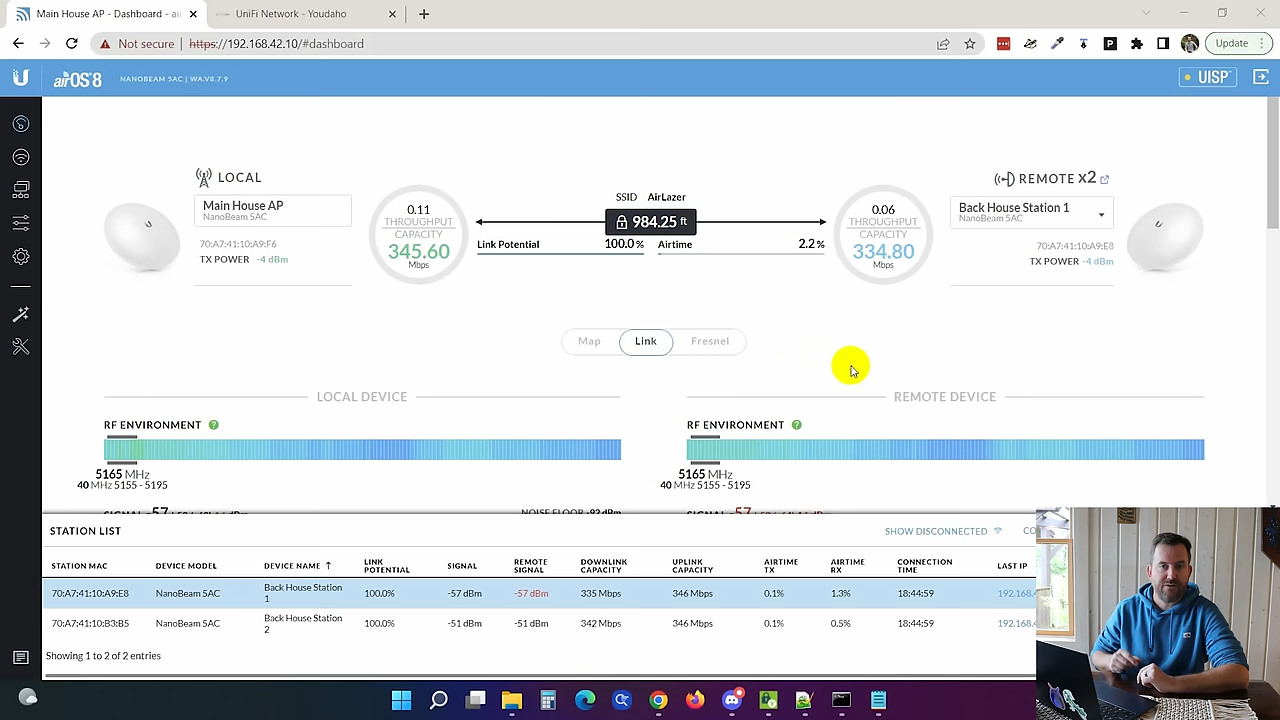 Main House AP - Dashboard - air
UniFi Network - Youdaho
Not secure
https://192.168.42.10/#dashboard
Update
U airOS 8
NANOBEAM 5AC | WA.V8.7.9
UISP
LOCAL
Main House AP
NanoBeam 5AC
70:A7:41:10:A9:F6
TX POWER -4 dBm
0.11
THROUGHPUT
CAPACITY
345.60
Mbps
SSID AirLazer
984.25 ft
Link Potential 100.0 % Airtime 2.2 %
0.06
THROUGHPUT
CAPACITY
334.80
Mbps
REMOTE x2
Back House Station 1
NanoBeam 5AC
70:A7:41:10:A9:E8
TX POWER -4 dBm
Map Link Fresnel
LOCAL DEVICE
RF ENVIRONMENT ?
5165 MHz
40 MHz 5155 - 5195
NOISE FLOOR -92 dBm
REMOTE DEVICE
RF ENVIRONMENT ?
5165 MHz
40 MHz 5155 - 5195
STATION LIST
SHOW DISCONNECTED
CO
STATION MAC DEVICE MODEL DEVICE NAME LINK POTENTIAL SIGNAL REMOTE SIGNAL DOWNLINK CAPACITY UPLINK CAPACITY AIRTIME TX AIRTIME RX CONNECTION TIME LAST IP
70:A7:41:10:A9:E8 NanoBeam 5AC Back House Station 1 100.0% -57 dBm -57 dBm 335 Mbps 346 Mbps 0.1% 1.3% 18:44:59 192.168.
70:A7:41:10:B3:B5 NanoBeam 5AC Back House Station 2 100.0% -51 dBm -51 dBm 342 Mbps 346 Mbps 0.1% 0.5% 18:44:59 192.168.
Showing 1 to 2 of 2 entries